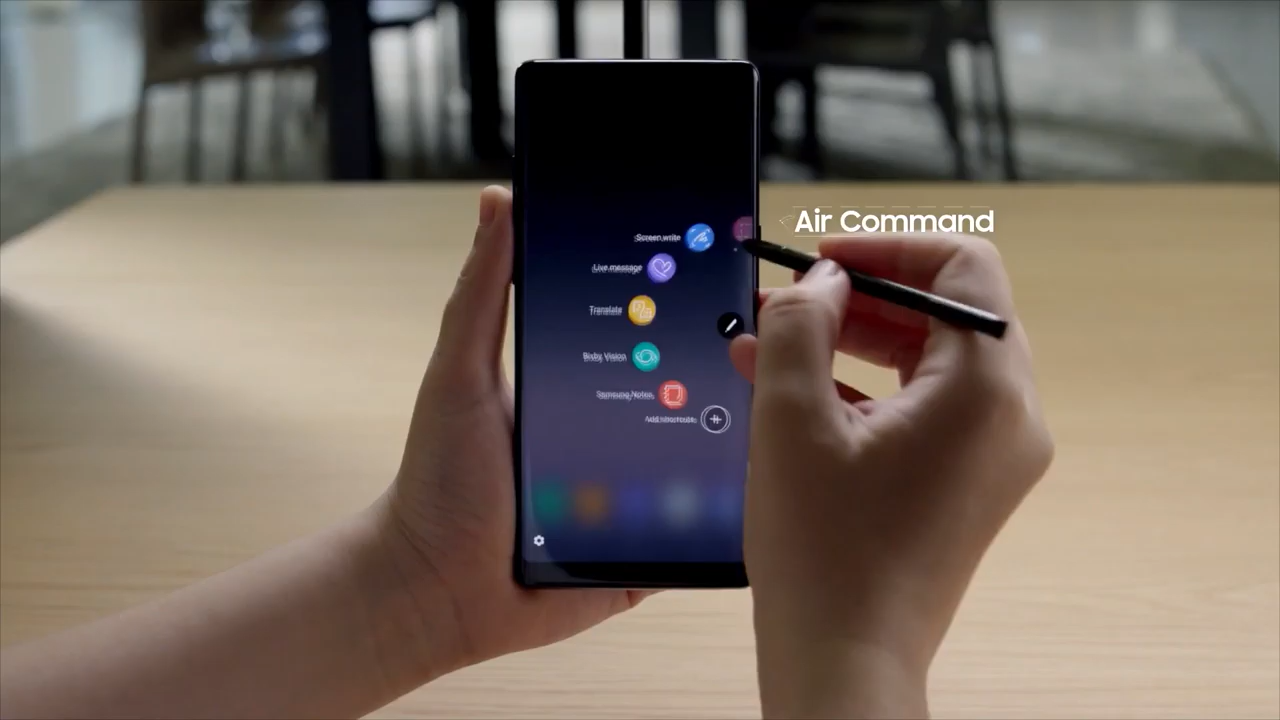 Air Command
Screen write
Live message
Translate
Bixby Vision
Samsung Notes
Add shortcuts